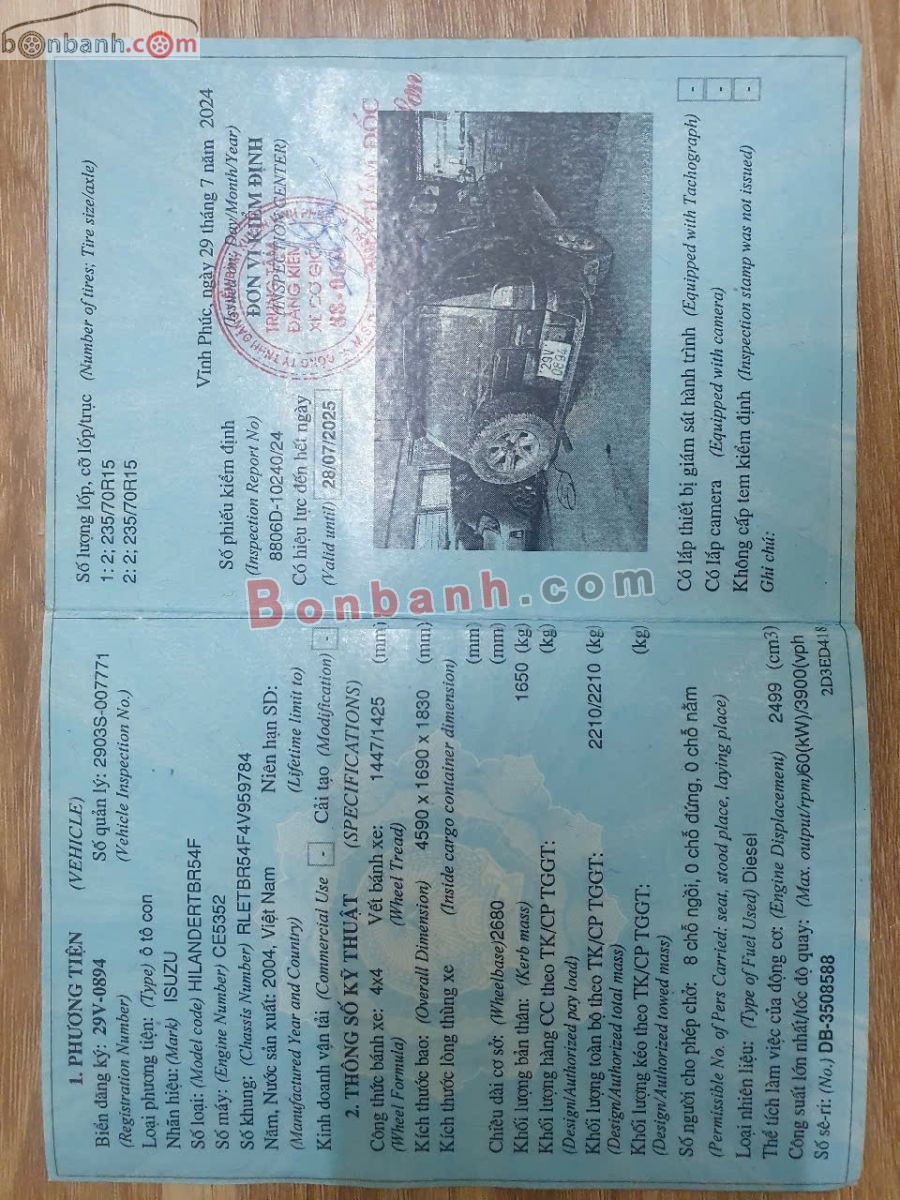 bonbanh.com
1. PHƯƠNG TIỆN (VEHICLE)
Biển đăng ký: 29V-0894 Số quản lý: 2903S-007771
(Registration Number) (Vehicle Inspection No.)
Loại phương tiện: (Type) ô tô con
Nhãn hiệu: (Mark) ISUZU
Số loại: (Model code) HILANDERTBR54F
Số máy: (Engine Number) CE5352
Số khung: (Chassis Number) RLETBR54F4V959784
Năm, Nước sản xuất: 2004, Việt Nam Niên hạn SD:
(Manufactured Year and Country) (Lifetime limit to)
Kinh doanh vận tải (Commercial Use - Cải tạo (Modification) -
2. THÔNG SỐ KỸ THUẬT (SPECIFICATIONS)
Công thức bánh xe: 4x4 Vết bánh xe: 1447/1425 (mm)
(Wheel Formula) (Wheel Tread)
Kích thước bao: (Overall Dimension) 4590 x 1690 x 1830 (mm)
Kích thước lòng thùng xe (Inside cargo container dimension)
(mm)
Chiều dài cơ sở: (Wheelbase)2680 (mm)
Khối lượng bản thân: (Kerb mass) 1650 (kg)
Khối lượng hàng CC theo TK/CP TGGT: (kg)
(Design/Authorized pay load)
Khối lượng toàn bộ theo TK/CP TGGT: 2210/2210 (kg)
(Design/Authorized total mass)
Khối lượng kéo theo TK/CP TGGT: (kg)
(Design/Authorized towed mass)
Số người cho phép chở: 8 chỗ ngồi, 0 chỗ đứng, 0 chỗ nằm
(Permissible No. of Pers Carried: seat, stood place, laying place)
Loại nhiên liệu: (Type of Fuel Used) Diesel
Thể tích làm việc của động cơ: (Engine Displacement) 2499 (cm3)
Công suất lớn nhất/tốc độ quay: (Max. output/rpm)60(kW)/3900(vph
Số sê-ri: (No.) DB-3508588 2D3ED418
Số lượng lốp, cỡ lốp/trục (Number of tires; Tire size/axle)
1: 2; 235/70R15
2: 2; 235/70R15
Vĩnh Phúc, ngày 29 tháng 7 năm 2024
(Issued on: Day/Month/Year)
Số phiếu kiểm định ĐƠN VỊ KIỂM ĐỊNH
(Inspection Report No) (INSPECTION CENTER)
8806D-10240/24
Có hiệu lực đến hết ngày
(Valid until) 28/07/2025
TRUNG TÂM
ĐĂNG KIỂM
XE CƠ GIỚI
GIÁM ĐỐC
29V
0894
Bonbanh.com
Có lắp thiết bị giám sát hành trình (Equipped with Tachograph) -
Có lắp camera (Equipped with camera) -
Không cấp tem kiểm định (Inspection stamp was not issued) -
Ghi chú: